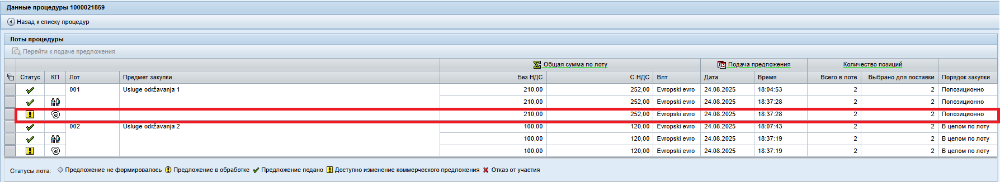 Данные процедуры 1000021859
Назад к списку процедур
Лоты процедуры
Перейти к подаче предложения
Общая сумма по лоту Подача предложения Количество позиций
Статус КП Лот Предмет закупки Без НДС С НДС Влт Дата Время Всего в лоте Выбрано для поставки Порядок закупки
001 Usluge održavanja 1 210,00 252,00 Evropski evro 24.08.2025 18:04:53 2 2 Попозиционно
210,00 252,00 Evropski evro 24.08.2025 18:37:28 2 2 Попозиционно
210,00 252,00 Evropski evro 24.08.2025 18:37:28 2 2 Попозиционно
002 Usluge održavanja 2 100,00 120,00 Evropski evro 24.08.2025 18:07:43 2 2 В целом по лоту
100,00 120,00 Evropski evro 24.08.2025 18:37:19 2 2 В целом по лоту
100,00 120,00 Evropski evro 24.08.2025 18:37:19 2 2 В целом по лоту
Статусы лота: Предложение не формировалось Предложение в обработке Предложение подано Доступно изменение коммерческого предложения Отказ от участия